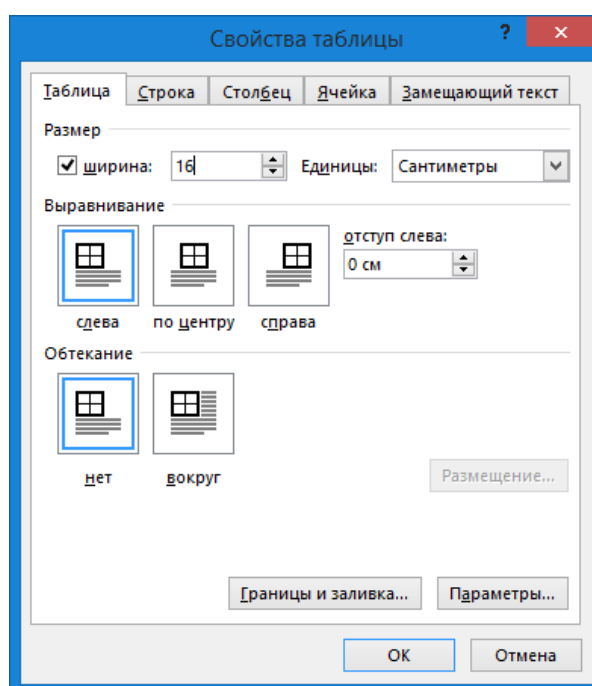 Свойства таблицы ? ×
Таблица Строка Столбец Ячейка Замещающий текст
Размер
ширина: 16 Единицы: Сантиметры
Выравнивание
отступ слева:
0 см
слева по центру справа
Обтекание
нет вокруг Размещение...
Границы и заливка... Параметры...
ОК Отмена